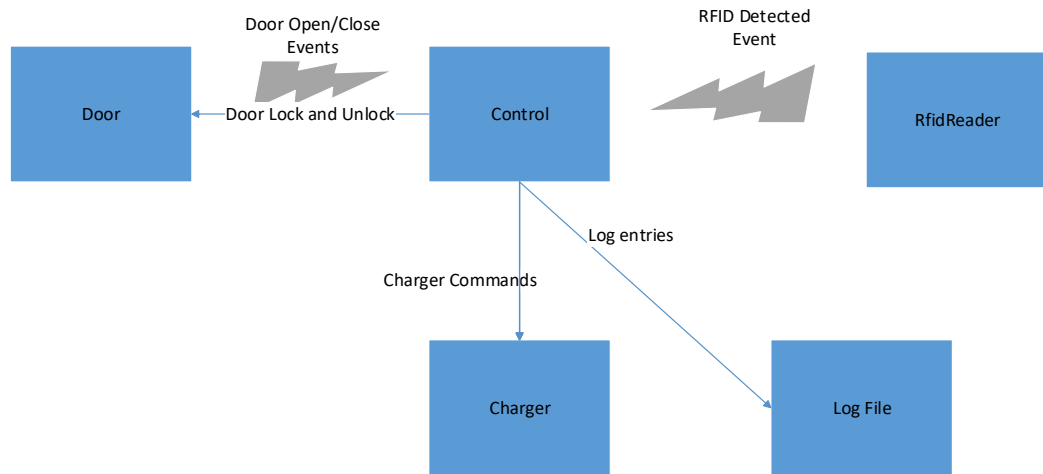 Door Open/Close
Events
RFID Detected
Event
Door
Door Lock and Unlock
Control
RfidReader
Log entries
Charger Commands
Charger
Log File